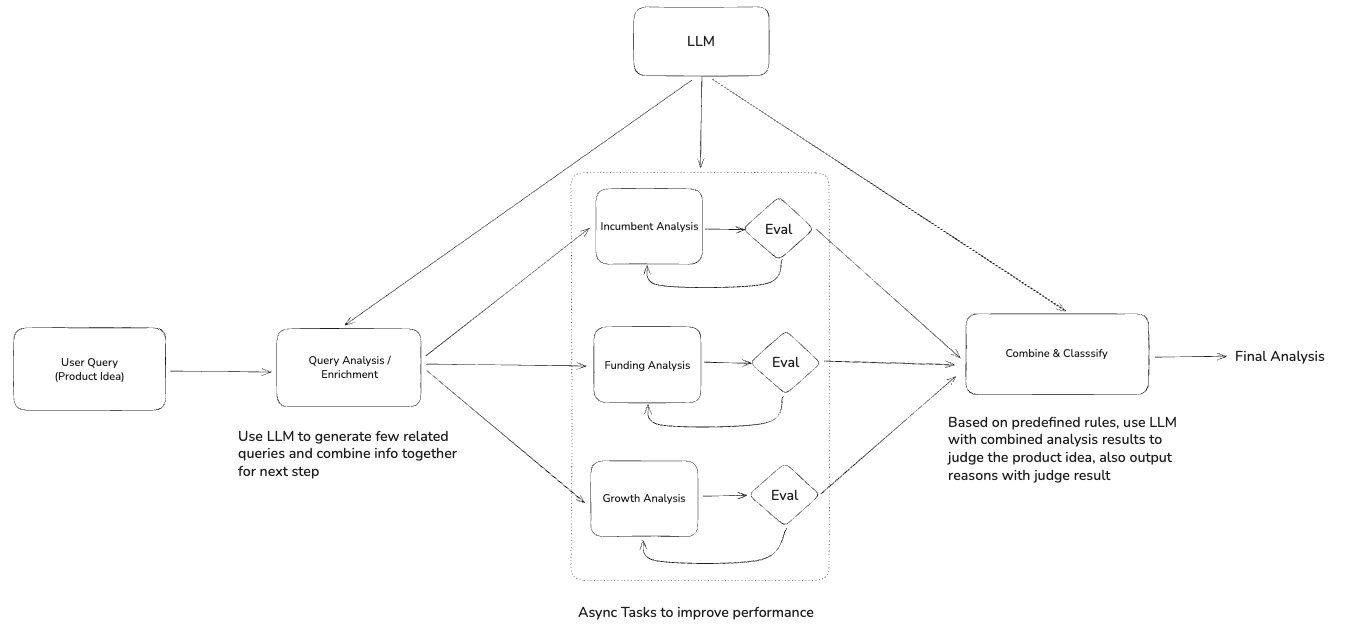 LLM
Incumbent Analysis
Eval
User Query
(Product Idea)
Query Analysis /
Enrichment
Use LLM to generate few related
queries and combine info together
for next step
Funding Analysis
Eval
Growth Analysis
Eval
Combine & Classsify
Based on predefined rules, use LLM
with combined analysis results to
judge the product idea, also output
reasons with judge result
Final Analysis
Async Tasks to improve performance